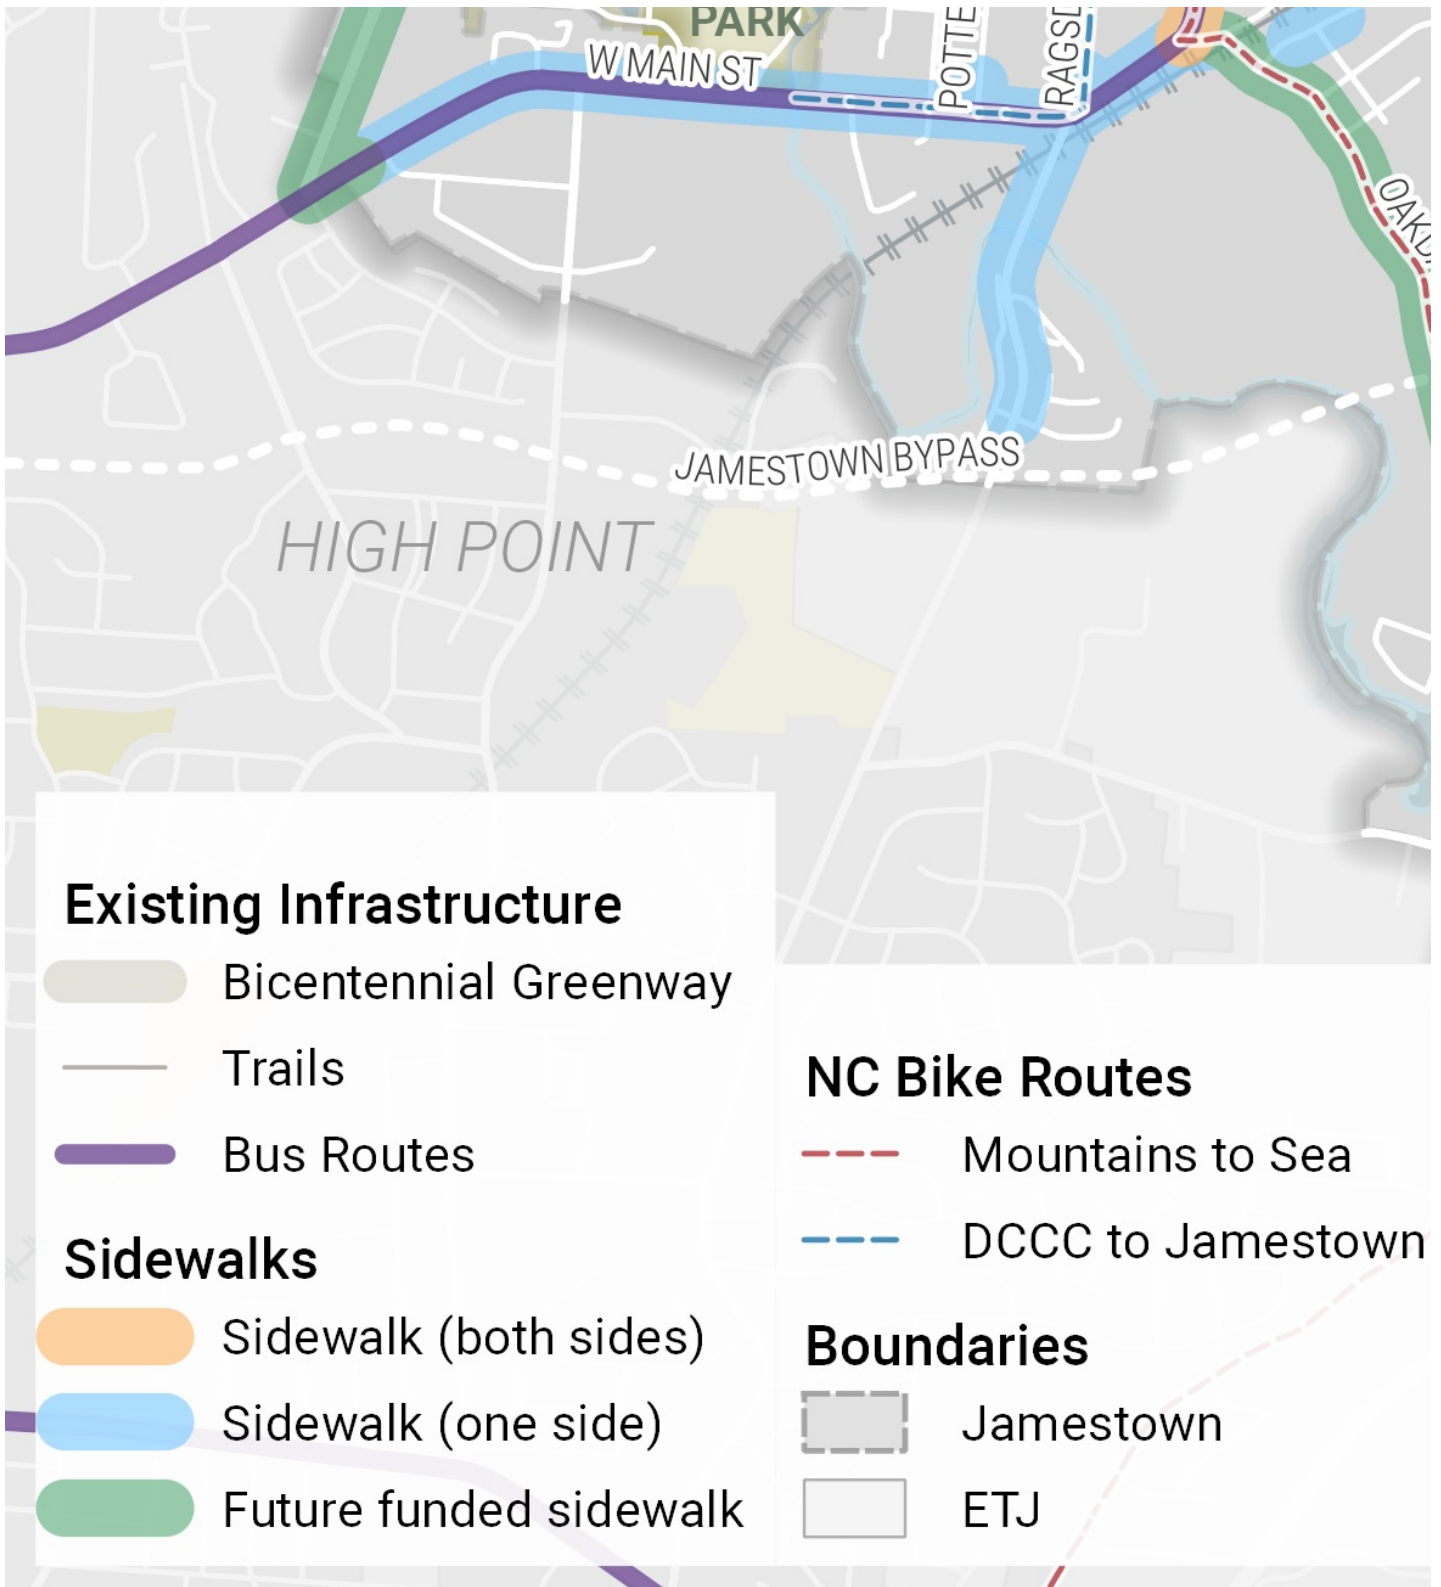 PARK
W MAIN ST
POTTE
RAGSD
OAKDA
JAMESTOWN BYPASS
HIGH POINT
Existing Infrastructure
Bicentennial Greenway
Trails
Bus Routes
Sidewalks
Sidewalk (both sides)
Sidewalk (one side)
Future funded sidewalk
NC Bike Routes
Mountains to Sea
DCCC to Jamestown
Boundaries
Jamestown
ETJ